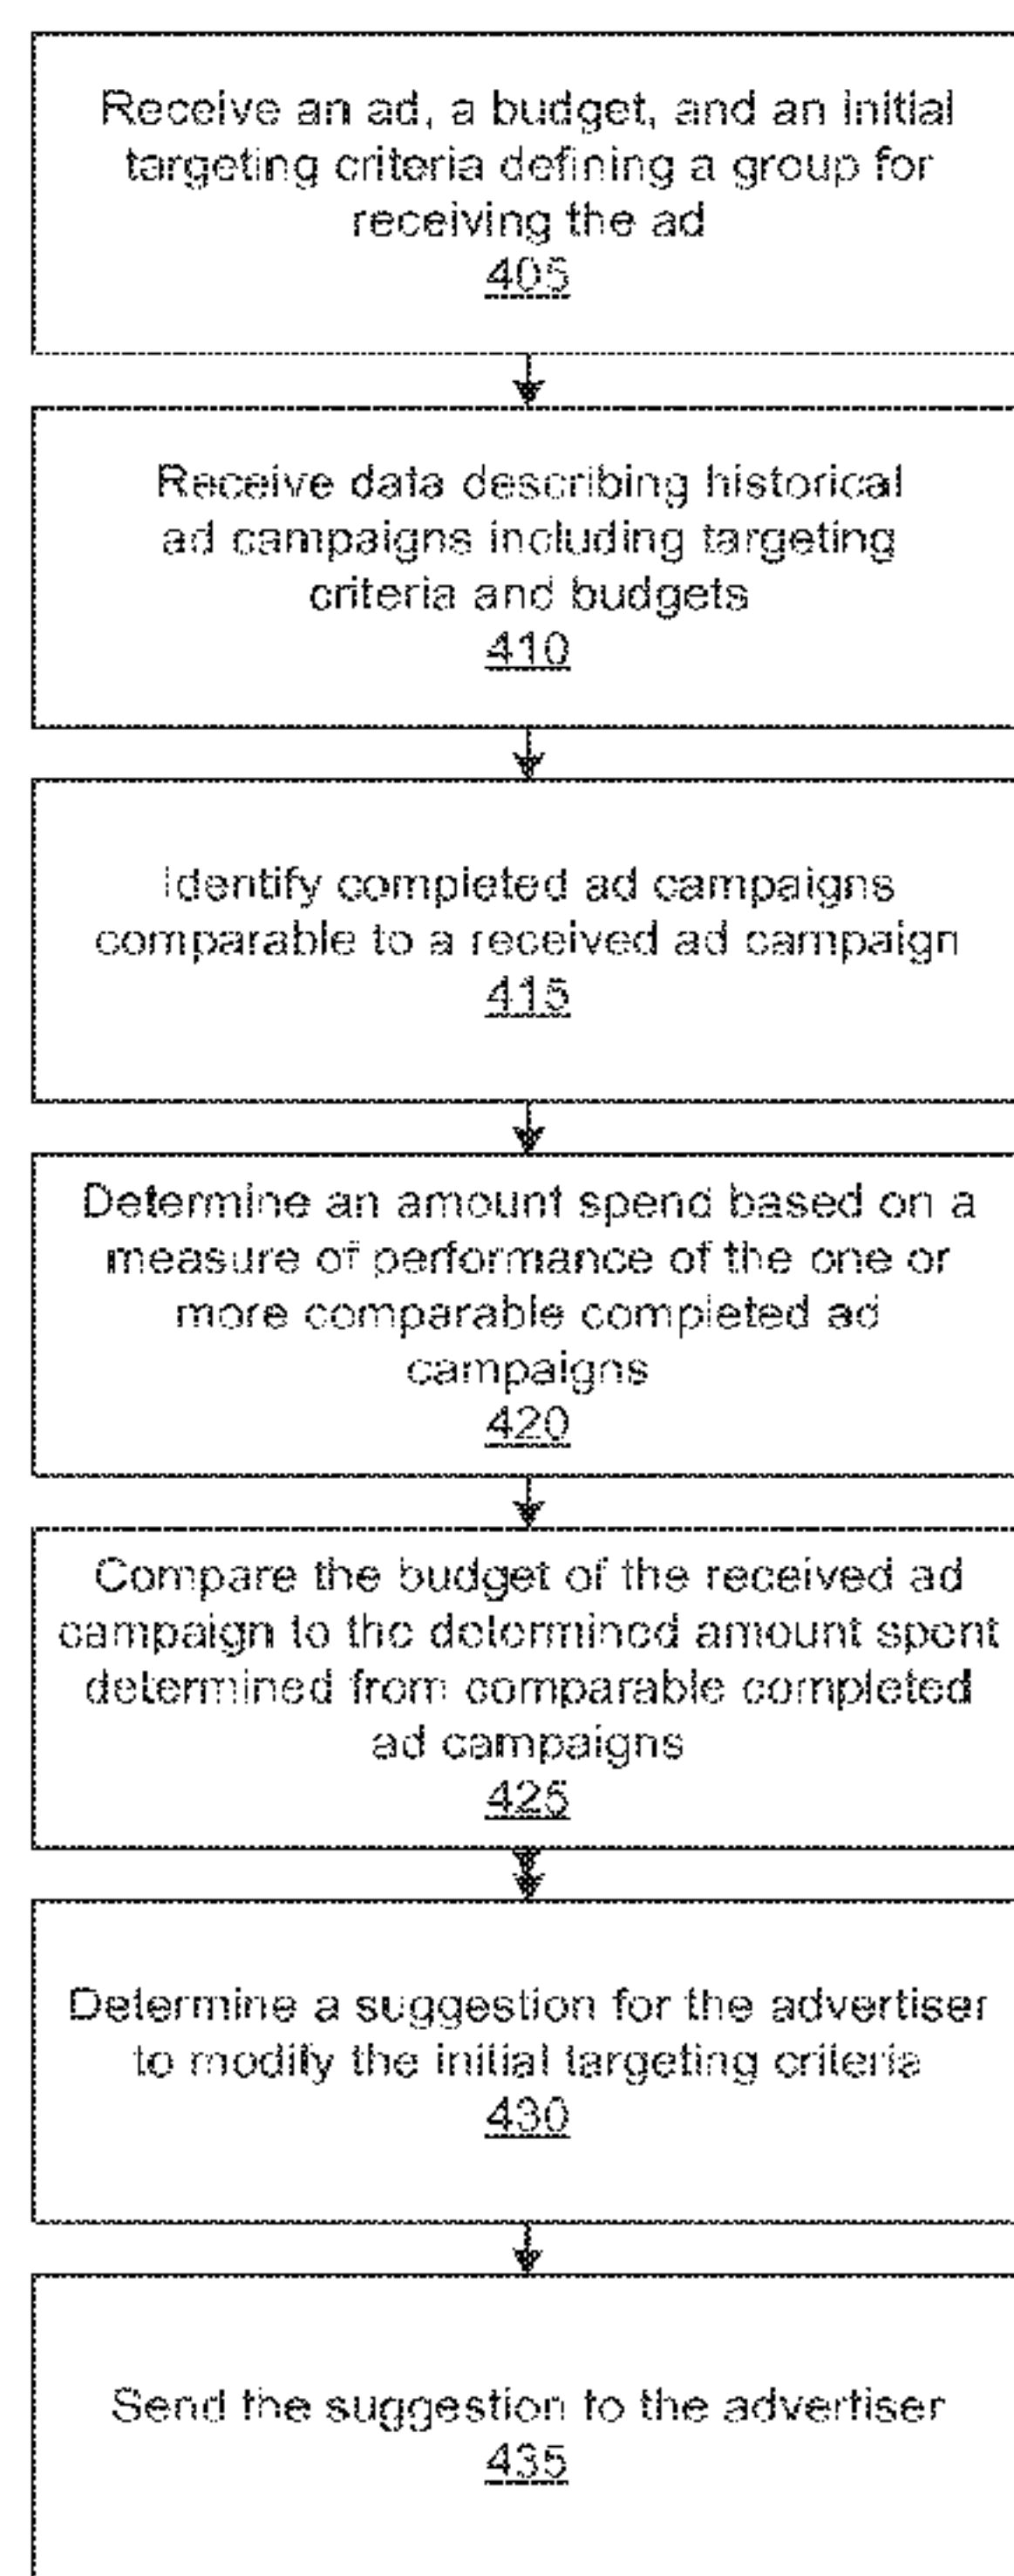 Receive an ad, a budget, and an initial
targeting criteria defining a group for
receiving the ad
405
Receive data describing historical
ad campaigns including targeting
criteria and budgets
410
Identify completed ad campaigns
comparable to a received ad campaign
415
Determine an amount spend based on a
measure of performance of the one or
more comparable completed ad
campaigns
420
Compare the budget of the received ad
campaign to the determined amount spent
determined from comparable completed
ad campaigns
425
Determine a suggestion for the advertiser
to modify the initial targeting criteria
430
Send the suggestion to the advertiser
435